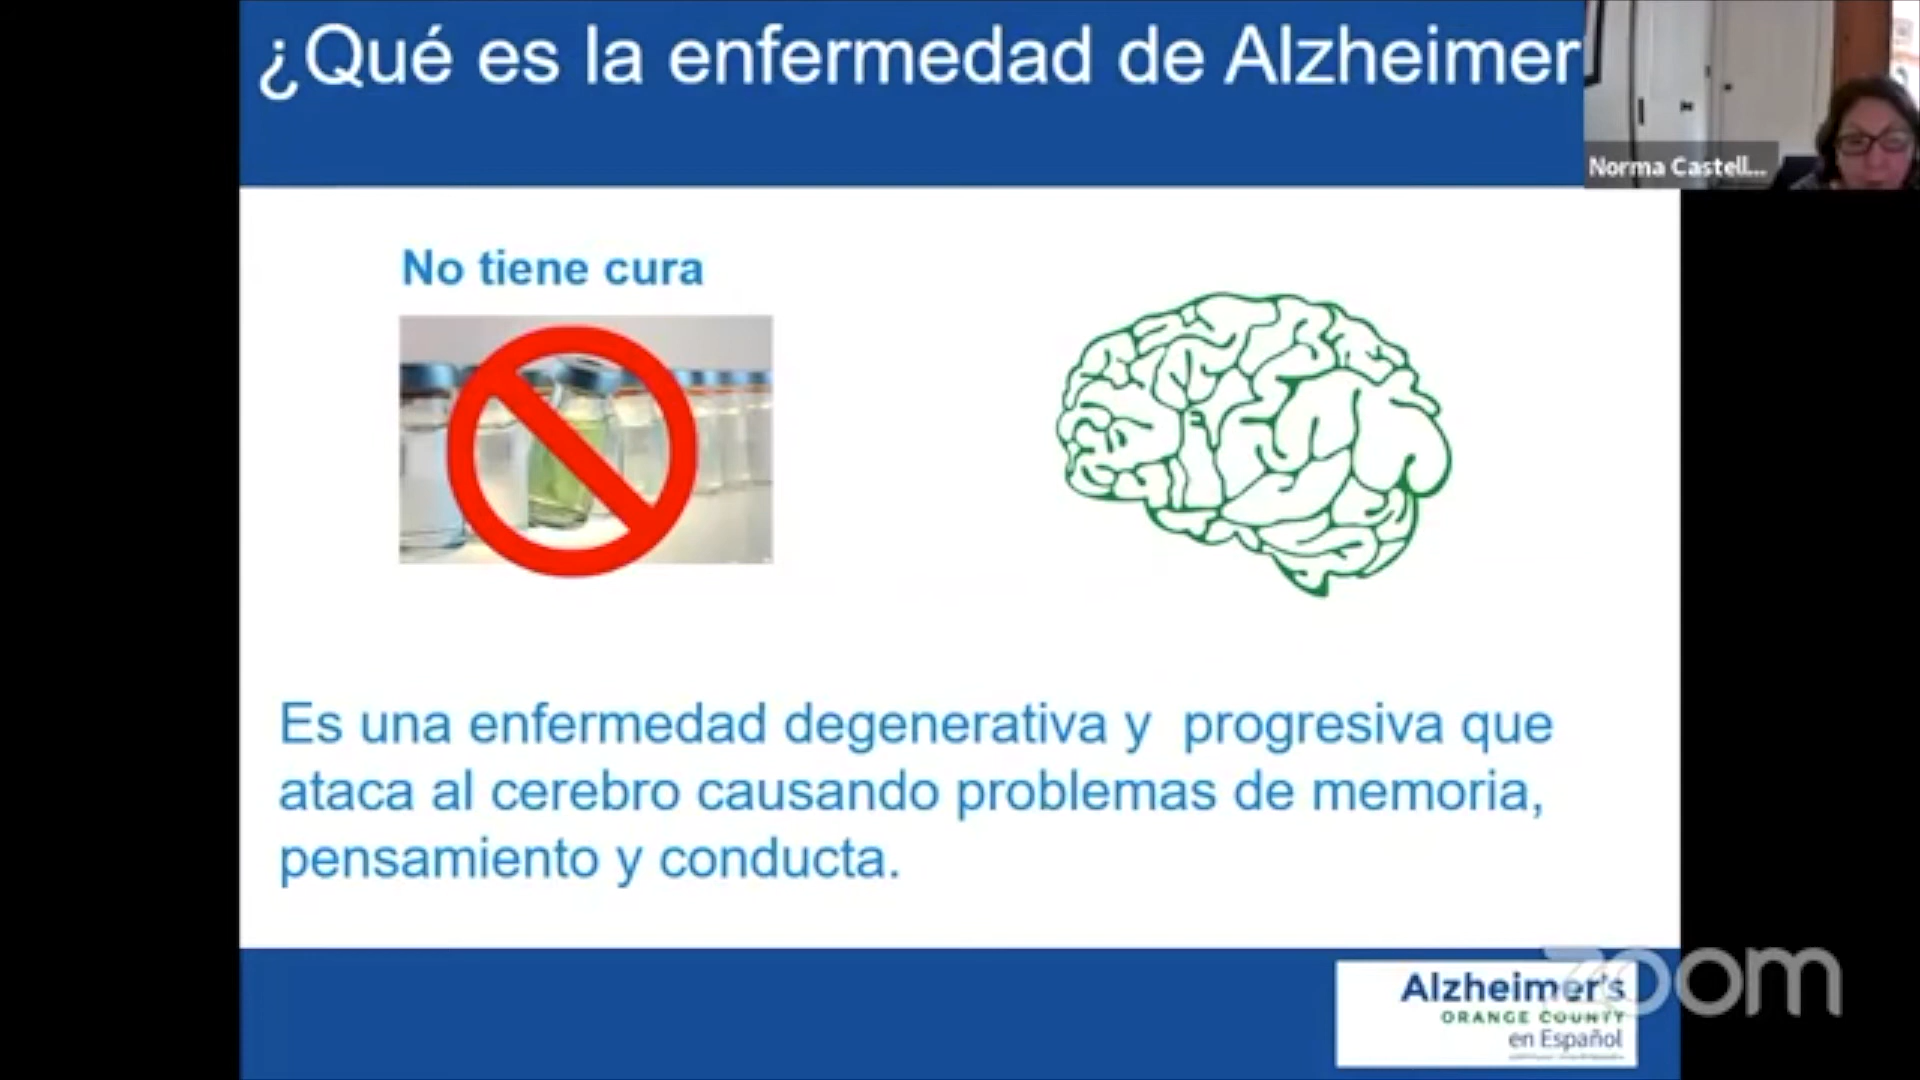 ¿Qué es la enfermedad de Alzheimer
Norma Castell...
No tiene cura
Es una enfermedad degenerativa y progresiva que
ataca al cerebro causando problemas de memoria,
pensamiento y conducta.
zoom
Alzheimer's
ORANGE COUNTY
en Español